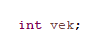 int vek;